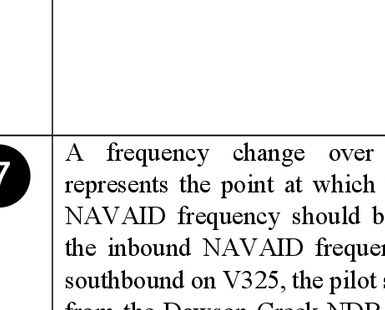 7
A frequency change over
represents the point at which
NAVAID frequency should b
the inbound NAVAID frequen
southbound on V325, the pilot s
from the Dawson Creek NDB